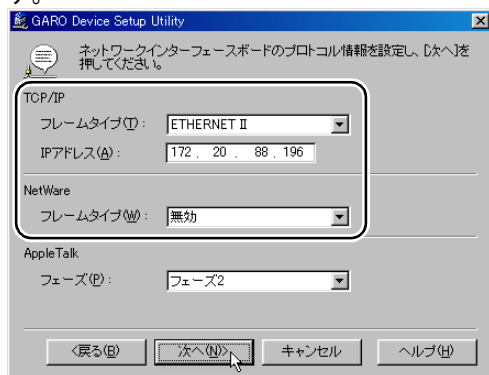 す。
GARO Device Setup Utility
ネットワークインターフェースボードのプロトコル情報を設定し、[次へ]を
押してください。
TCP/IP
フレームタイプ(T):
ETHERNET II
IPアドレス(A):
172 . 20 . 88 . 196
NetWare
フレームタイプ(W):
無効
AppleTalk
フェーズ(P):
フェーズ2
<戻る(B)
次へ(N)>
キャンセル
ヘルプ(H)